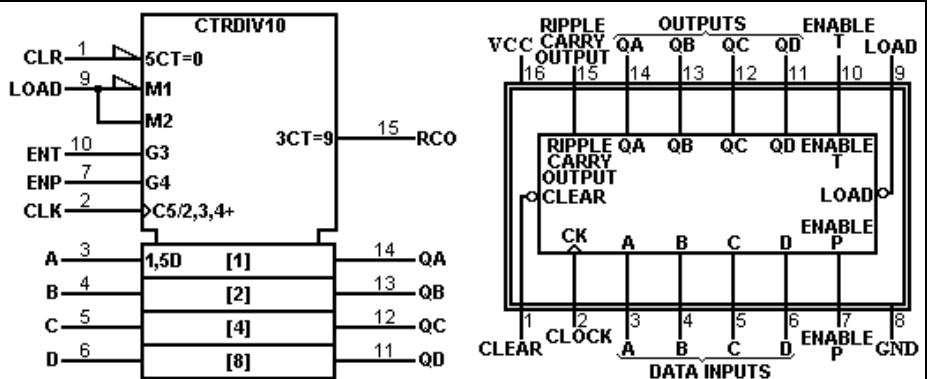 CTRDIV10
CLR 1 5CT=0
LOAD 9 M1
M2
3CT=9 15 RCO
ENT 10 G3
ENP 7 G4
CLK 2 C5/2,3,4+
A 3 1,5D [1] 14 QA
B 4 [2] 13 QB
C 5 [4] 12 QC
D 6 [8] 11 QD
RIPPLE OUTPUTS ENABLE
VCC CARRY QA QB QC QD T LOAD
OUTPUT
16 15 14 13 12 11 10 9
RIPPLE QA QB QC QD ENABLE
CARRY T
OUTPUT
CLEAR LOAD
ENABLE
CK A B C D P
1 2 3 4 5 6 7 8
CLEAR CLOCK A B C D ENABLE GND
P
DATA INPUTS